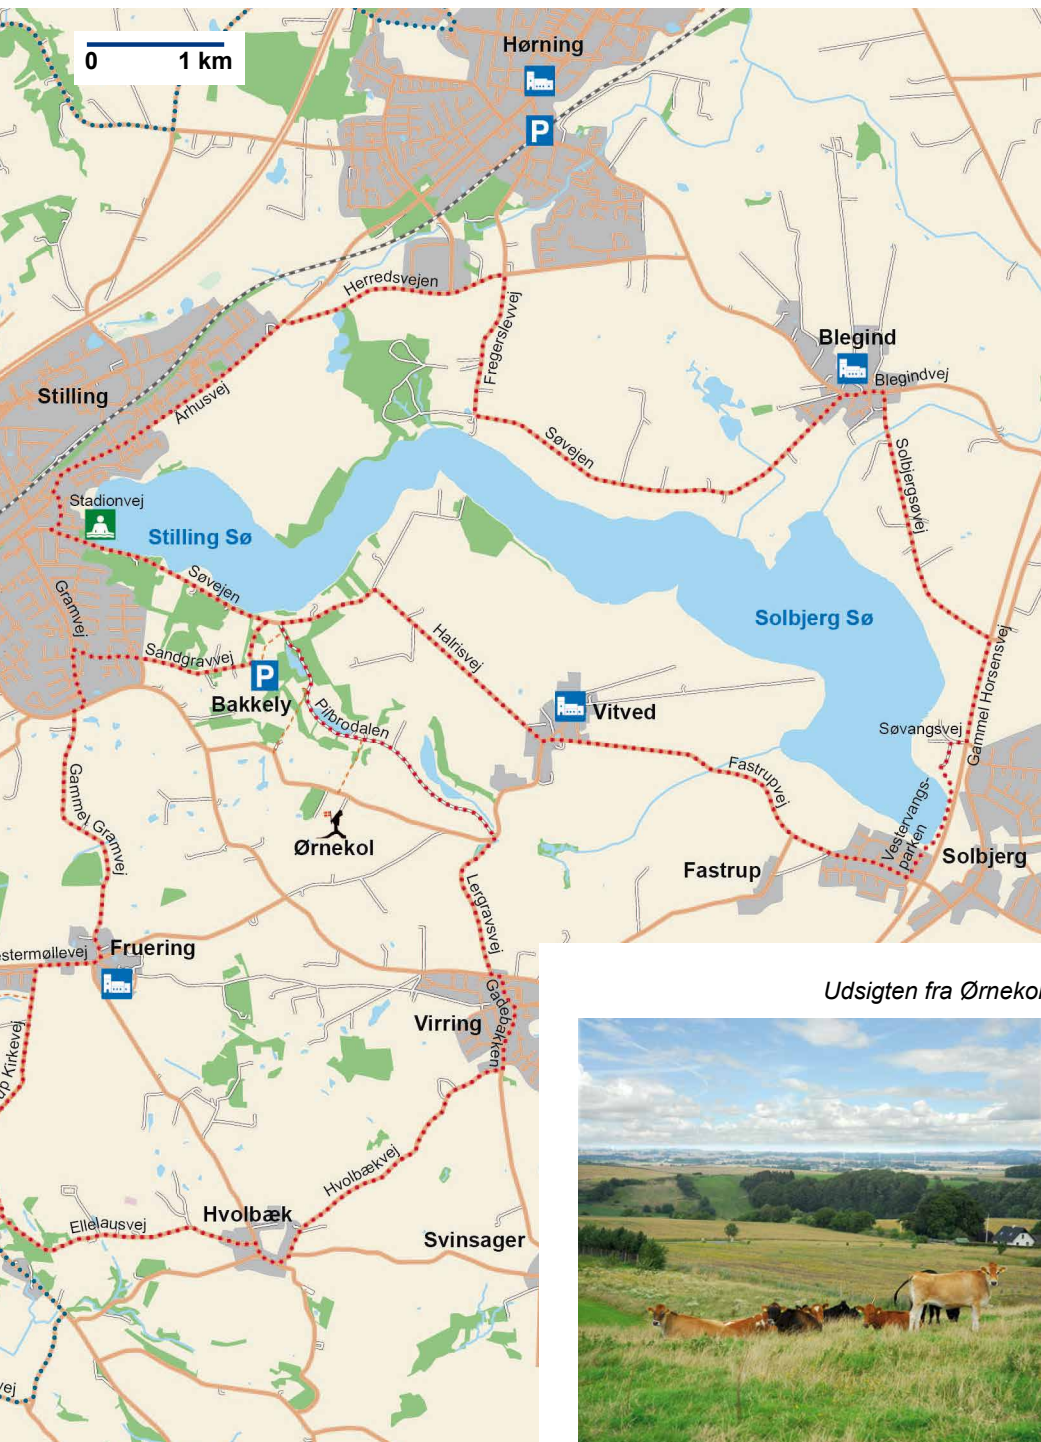 0 1 km
Hørning
P
Herredsvejen
Fregerslevvej
Blegind
Blegindvej
Stilling
Århusvej
Søvejen
Solbjergsøvej
Stadionvej
Stilling Sø
Søvejen
Gramvej
Solbjerg Sø
Halrisvej
Gammel Horsensvej
Sandgravvej
P
Bakkely
Pilbrodalen
Vitved
Søvangsvej
Fastrupvej
Gammel Gramvej
Vestervangs-
parken
Ørnekol
Solbjerg
Fastrup
Lergravsvej
Fruering
stermøllevej
Gadebakken
Virring
up Kirkevej
Udsigten fra Ørnekol
Hvolbækvej
Hvolbæk
Ellelausvej
Svinsager
vej